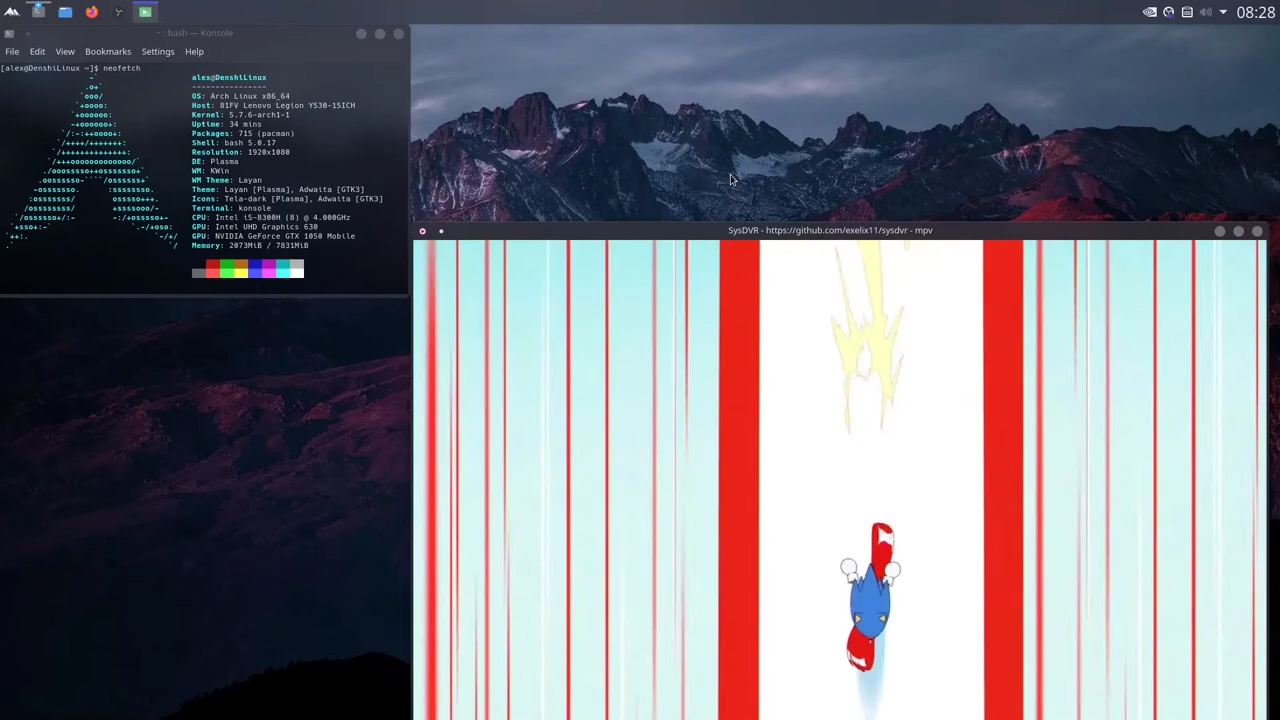 08:28
~ : bash — Konsole
File Edit View Bookmarks Settings Help
[alex@DenshiLinux ~]$ neofetch
alex@DenshiLinux
----------------
OS: Arch Linux x86_64
Host: 81FV Lenovo Legion Y530-15ICH
Kernel: 5.7.6-arch1-1
Uptime: 34 mins
Packages: 715 (pacman)
Shell: bash 5.0.17
Resolution: 1920x1080
DE: Plasma
WM: KWin
WM Theme: Layan
Theme: Layan [Plasma], Adwaita [GTK3]
Icons: Tela-dark [Plasma], Adwaita [GTK3]
Terminal: konsole
CPU: Intel i5-8300H (8) @ 4.000GHz
GPU: Intel UHD Graphics 630
GPU: NVIDIA GeForce GTX 1050 Mobile
Memory: 2073MiB / 7831MiB
SysDVR - https://github.com/exelix11/sysdvr - mpv